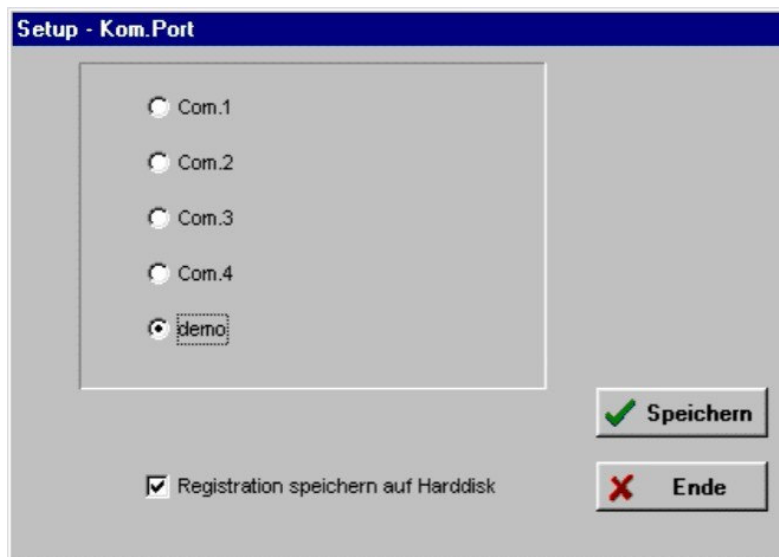 Setup - Kom.Port
Com.1
Com.2
Com.3
Com.4
demo
Speichern
Registration speichern auf Harddisk
Ende